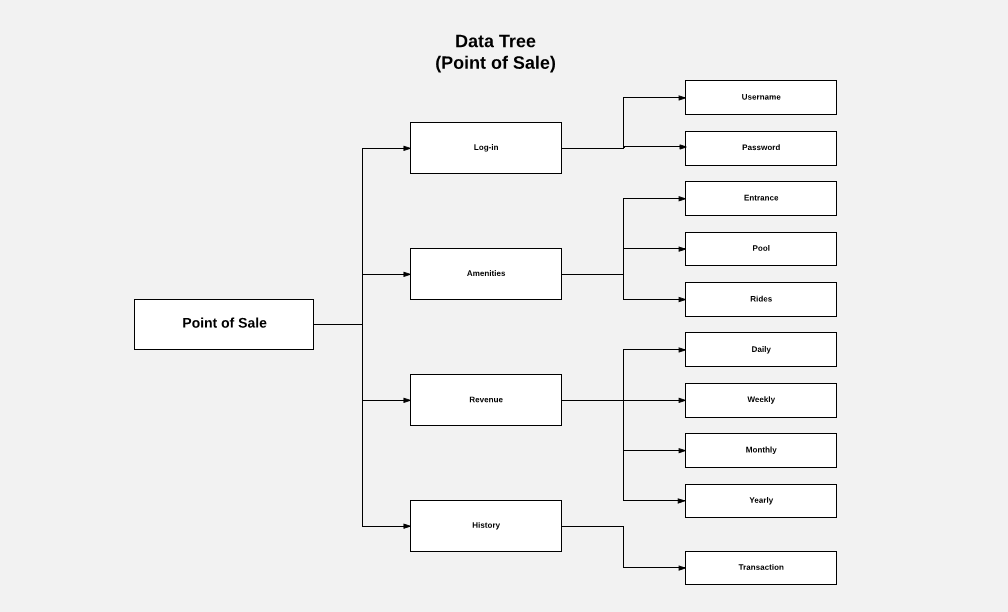 Data Tree
(Point of Sale)
Username
Log-in
Password
Entrance
Amenities
Pool
Rides
Point of Sale
Daily
Revenue
Weekly
Monthly
Yearly
History
Transaction